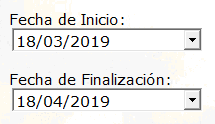 Fecha de Inicio:
18/03/2019
Fecha de Finalización:
18/04/2019